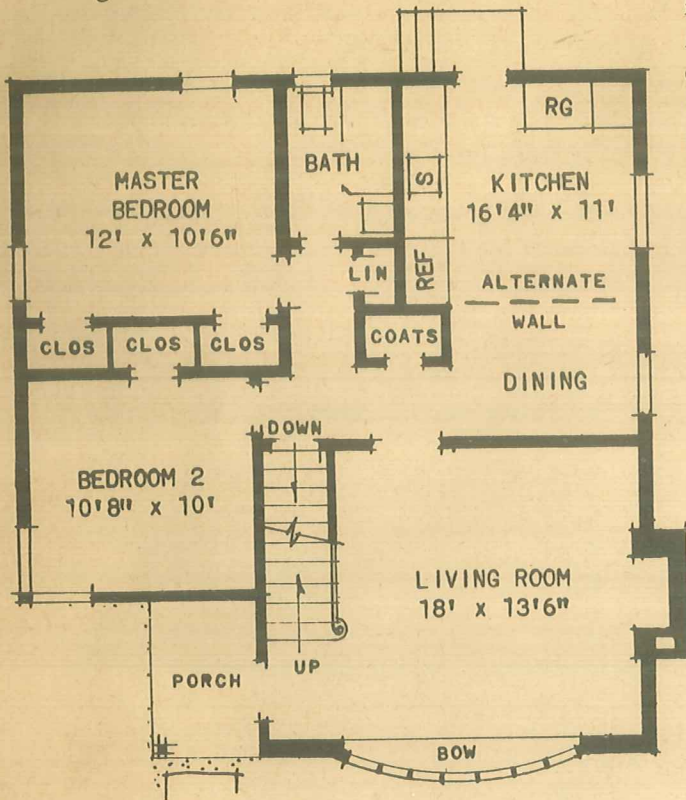 RG
BATH
MASTER
BEDROOM
12' x 10'6"
S
KITCHEN
16'4" x 11'
LIN
REF
ALTERNATE
WALL
CLOS
CLOS
CLOS
COATS
DINING
DOWN
BEDROOM 2
10'8" x 10'
LIVING ROOM
18' x 13'6"
UP
PORCH
BOW